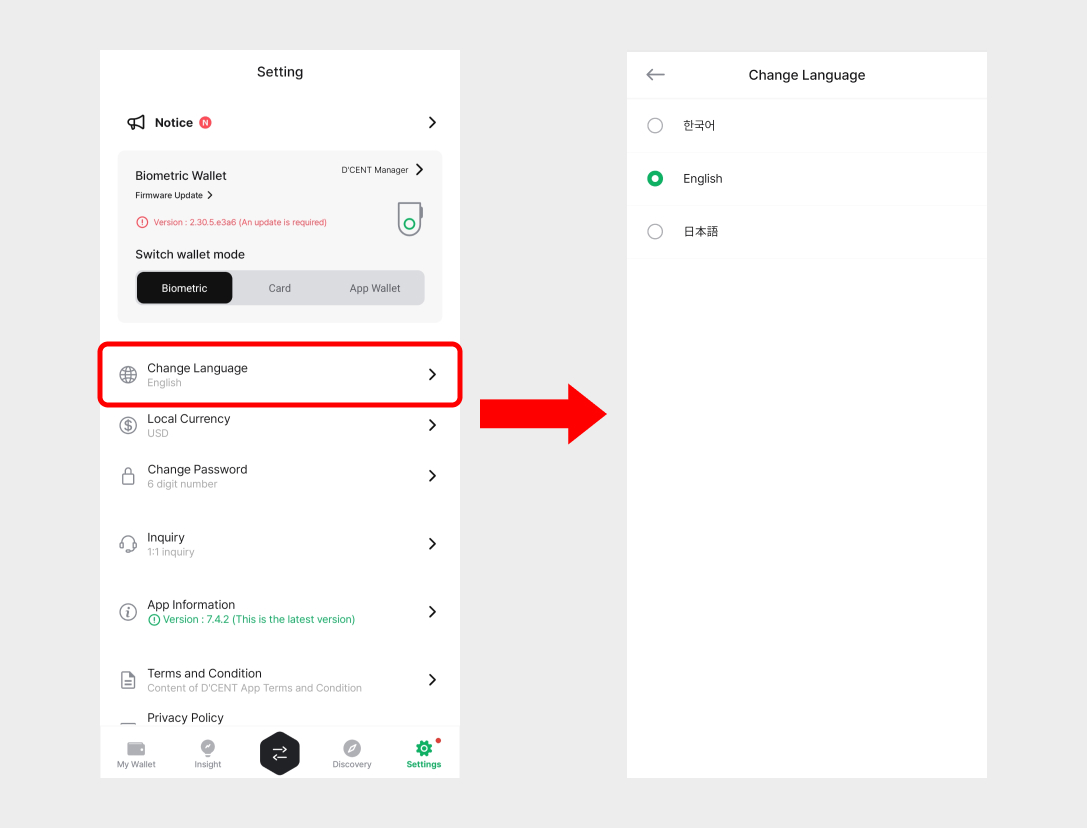 Setting
Notice N
D'CENT Manager
Biometric Wallet
Firmware Update
Version : 2.30.5.e3a6 (An update is required)
Switch wallet mode
Biometric Card App Wallet
Change Language
English
Local Currency
USD
Change Password
6 digit number
Inquiry
1:1 inquiry
App Information
Version : 7.4.2 (This is the latest version)
Terms and Condition
Content of D'CENT App Terms and Condition
Privacy Policy
My Wallet Insight Discovery Settings
Change Language
한국어
English
日本語